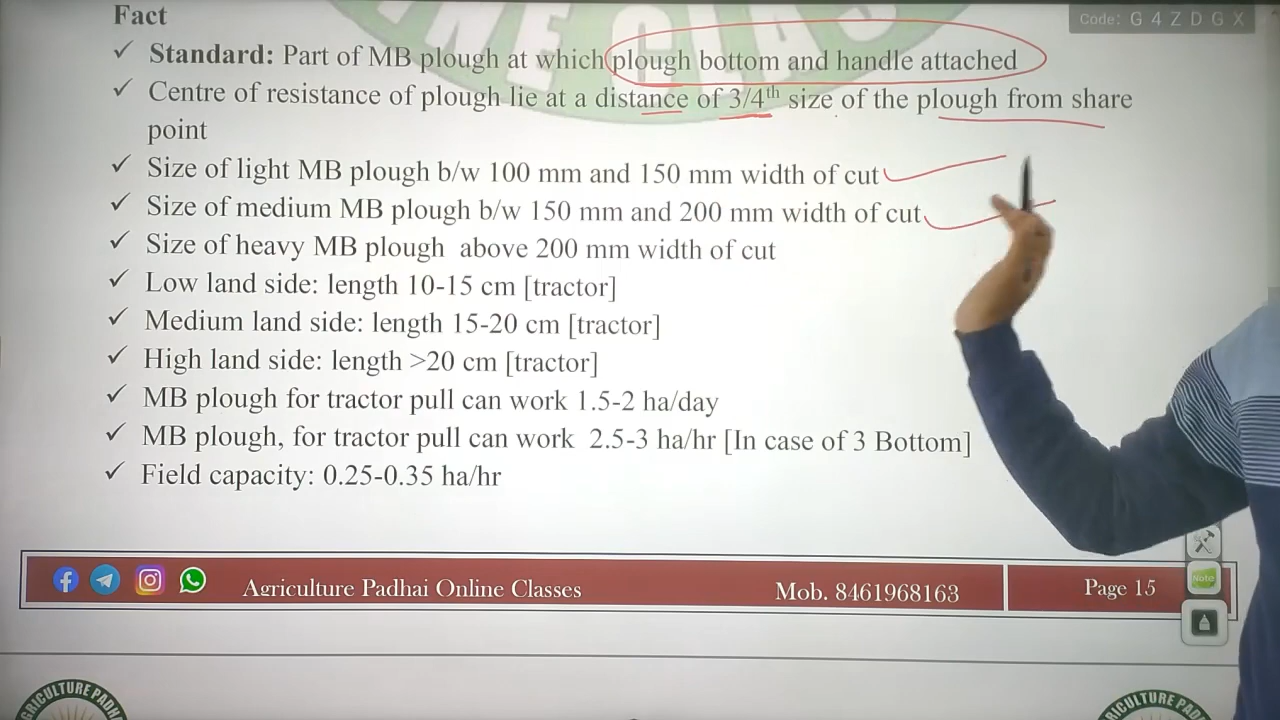 Fact
Code: G4ZDGX
✓ Standard: Part of MB plough at which plough bottom and handle attached
✓ Centre of resistance of plough lie at a distance of 3/4th size of the plough from share
point
✓ Size of light MB plough b/w 100 mm and 150 mm width of cut
✓ Size of medium MB plough b/w 150 mm and 200 mm width of cut
✓ Size of heavy MB plough above 200 mm width of cut
✓ Low land side: length 10-15 cm [tractor]
✓ Medium land side: length 15-20 cm [tractor]
✓ High land side: length >20 cm [tractor]
✓ MB plough for tractor pull can work 1.5-2 ha/day
✓ MB plough, for tractor pull can work 2.5-3 ha/hr [In case of 3 Bottom]
✓ Field capacity: 0.25-0.35 ha/hr
Agriculture Padhai Online Classes Mob. 8461968163 Page 15
Note